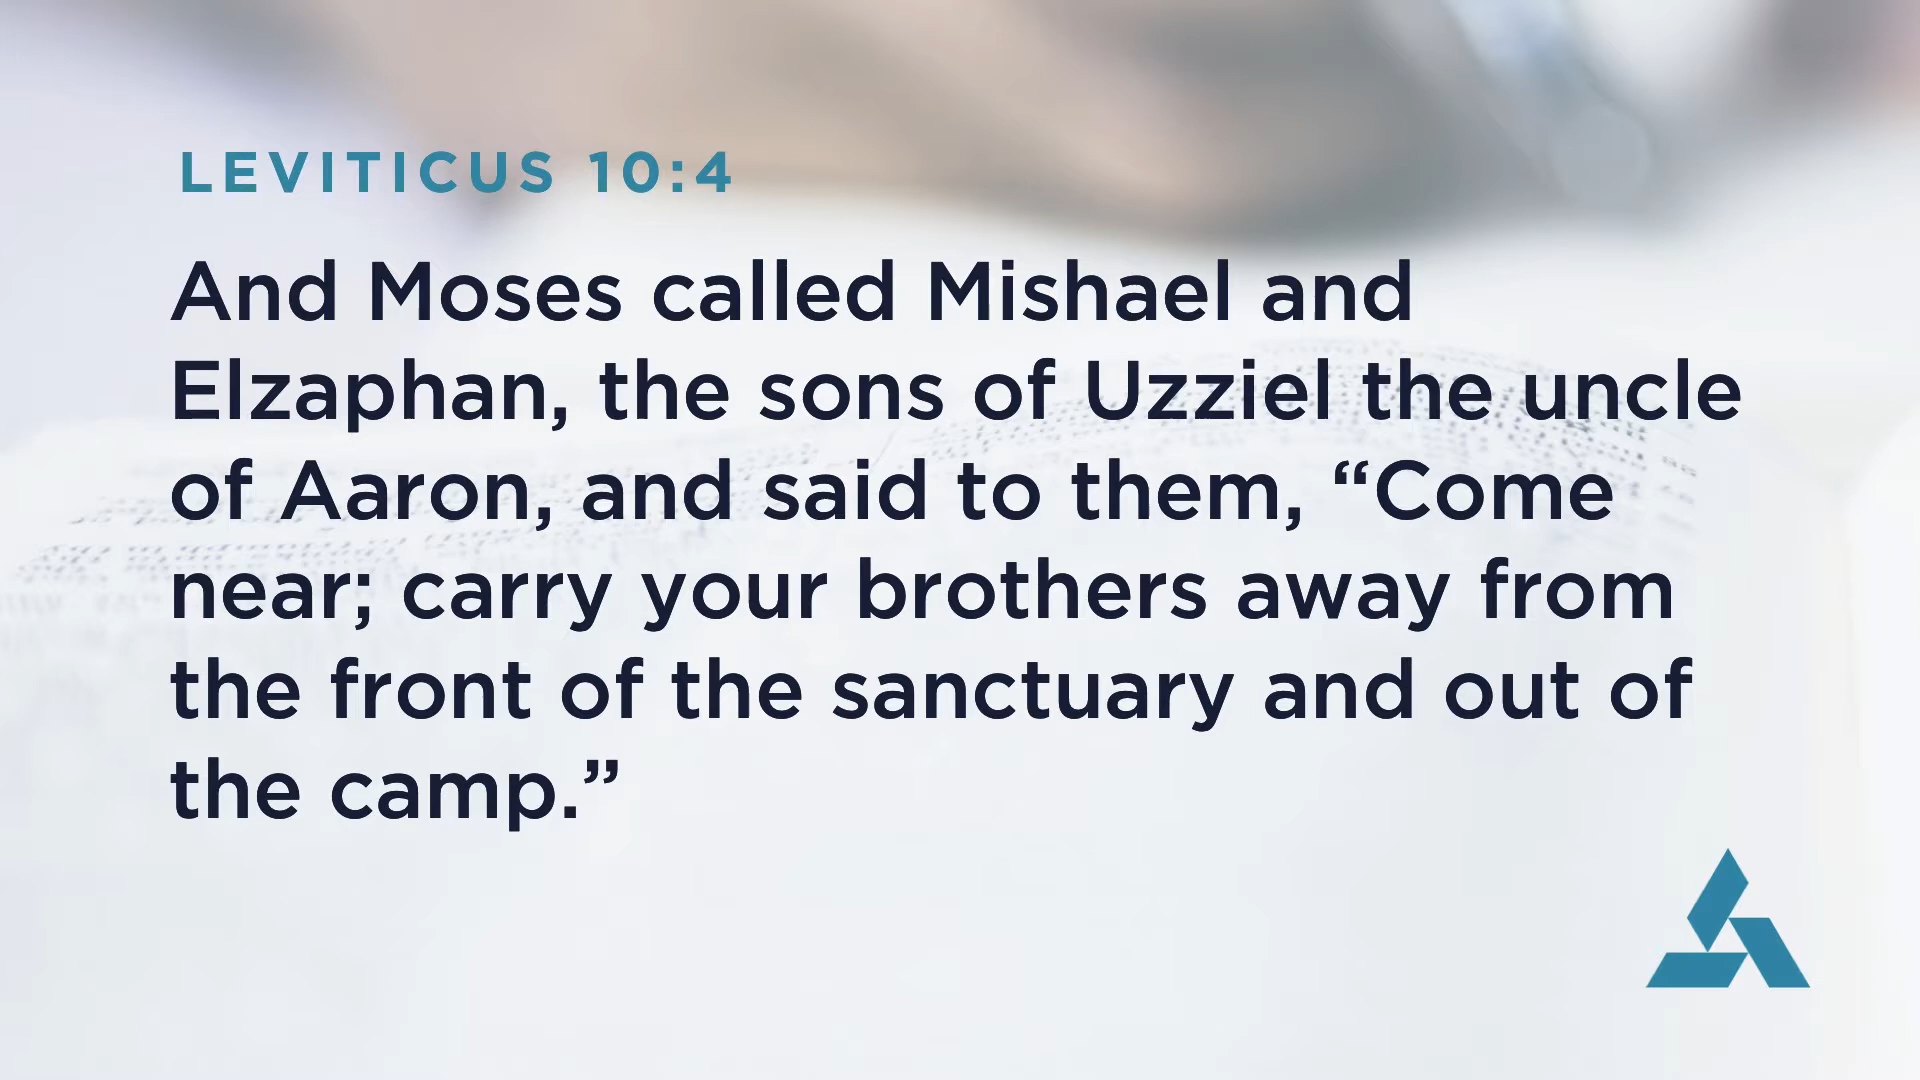 LEVITICUS 10:4
And Moses called Mishael and
Elzaphan, the sons of Uzziel the uncle
of Aaron, and said to them, “Come
near; carry your brothers away from
the front of the sanctuary and out of
the camp.”